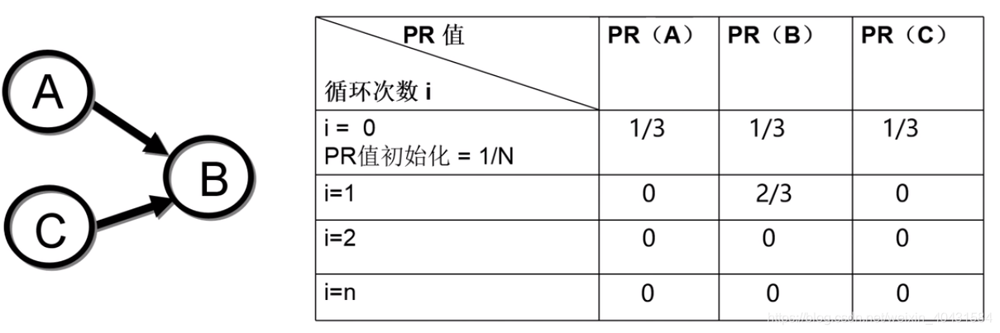 A
B
C
PR 值
循环次数 i
PR（A）
PR（B）
PR（C）
i = 0
PR值初始化 = 1/N
1/3
1/3
1/3
i=1
0
2/3
0
i=2
0
0
0
i=n
0
0
0
https://blog.csdn.net/weixin_40431584